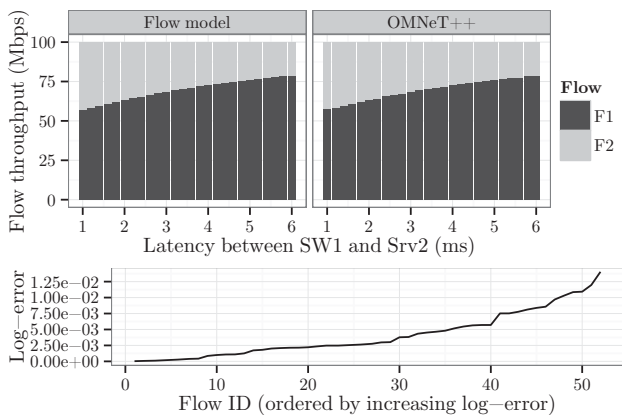 Flow model
OMNeT++
Flow throughput (Mbps)
100
75
50
25
0
1 2 3 4 5 6
1 2 3 4 5 6
Latency between SW1 and Srv2 (ms)
Flow
F1
F2
Log−error
1.25e−02
1.00e−02
7.50e−03
5.00e−03
2.50e−03
0.00e+00
0 10 20 30 40 50
Flow ID (ordered by increasing log−error)